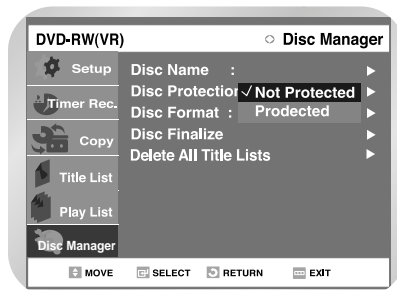 DVD-RW(VR) Disc Manager
Setup
Timer Rec.
Copy
Title List
Play List
Disc Manager
Disc Name :
Disc Protection ✓ Not Protected
Disc Format : Prodected
Disc Finalize
Delete All Title Lists
MOVE SELECT RETURN EXIT